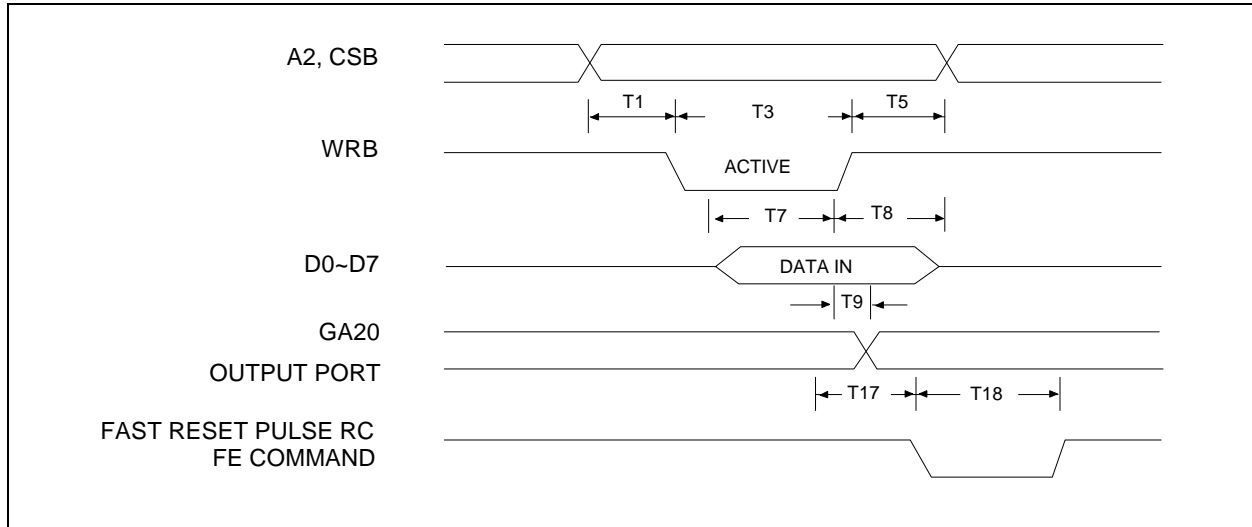 A2, CSB
T1 T3 T5
WRB
ACTIVE
T7 T8
D0~D7
DATA IN
T9
GA20
OUTPUT PORT
T17 T18
FAST RESET PULSE RC
FE COMMAND